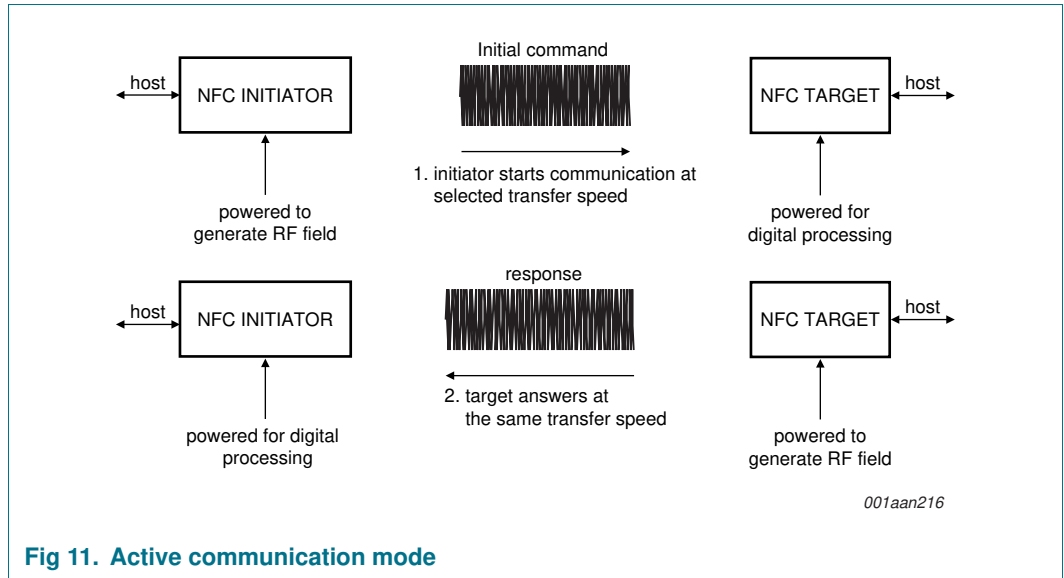 Initial command
host
NFC INITIATOR
NFC TARGET
host
1. initiator starts communication at
selected transfer speed
powered to
generate RF field
powered for
digital processing
response
host
NFC INITIATOR
NFC TARGET
host
2. target answers at
the same transfer speed
powered for digital
processing
powered to
generate RF field
001aan216
Fig 11. Active communication mode